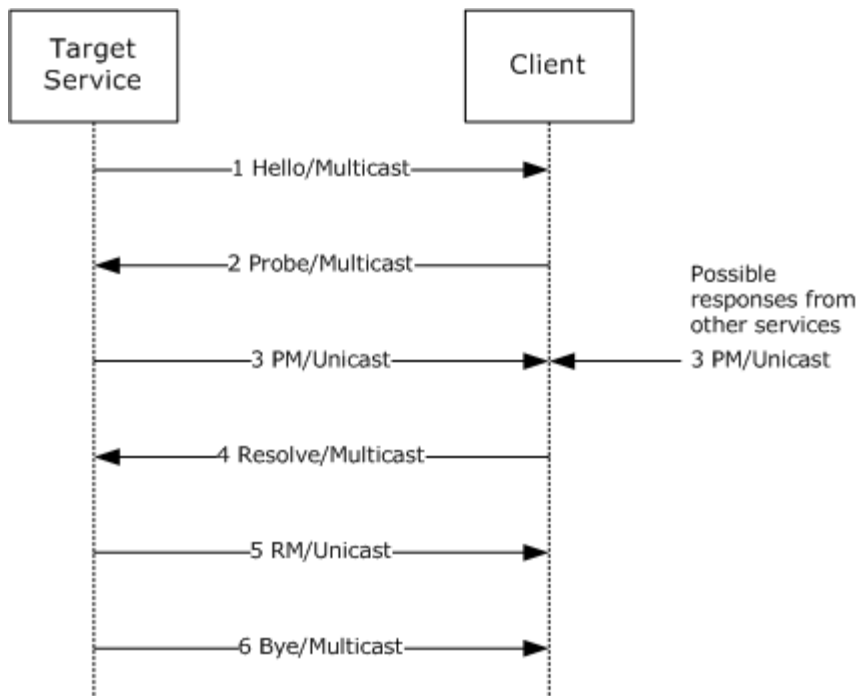 Target
Service
Client
1 Hello/Multicast
2 Probe/Multicast
Possible
responses from
other services
3 PM/Unicast
3 PM/Unicast
4 Resolve/Multicast
5 RM/Unicast
6 Bye/Multicast